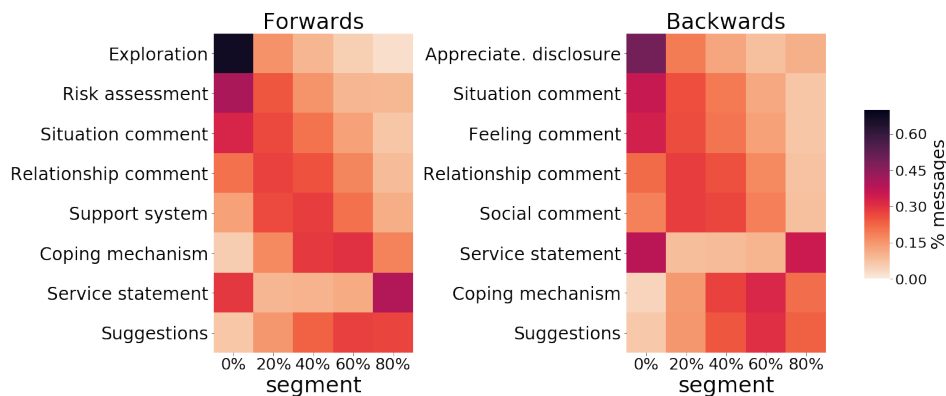 Forwards
Exploration
Risk assessment
Situation comment
Relationship comment
Support system
Coping mechanism
Service statement
Suggestions
0% 20% 40% 60% 80%
segment
Backwards
Appreciate. disclosure
Situation comment
Feeling comment
Relationship comment
Social comment
Service statement
Coping mechanism
Suggestions
0% 20% 40% 60% 80%
segment
0.60
0.45
0.30
0.15
0.00
% messages